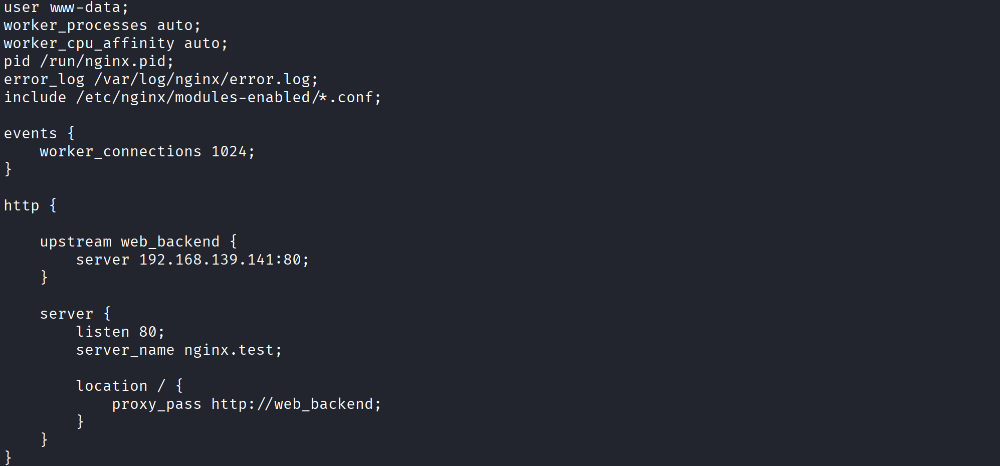 user www-data;
worker_processes auto;
worker_cpu_affinity auto;
pid /run/nginx.pid;
error_log /var/log/nginx/error.log;
include /etc/nginx/modules-enabled/*.conf;

events {
    worker_connections 1024;
}

http {

    upstream web_backend {
        server 192.168.139.141:80;
    }

    server {
        listen 80;
        server_name nginx.test;

        location / {
            proxy_pass http://web_backend;
        }
    }
}